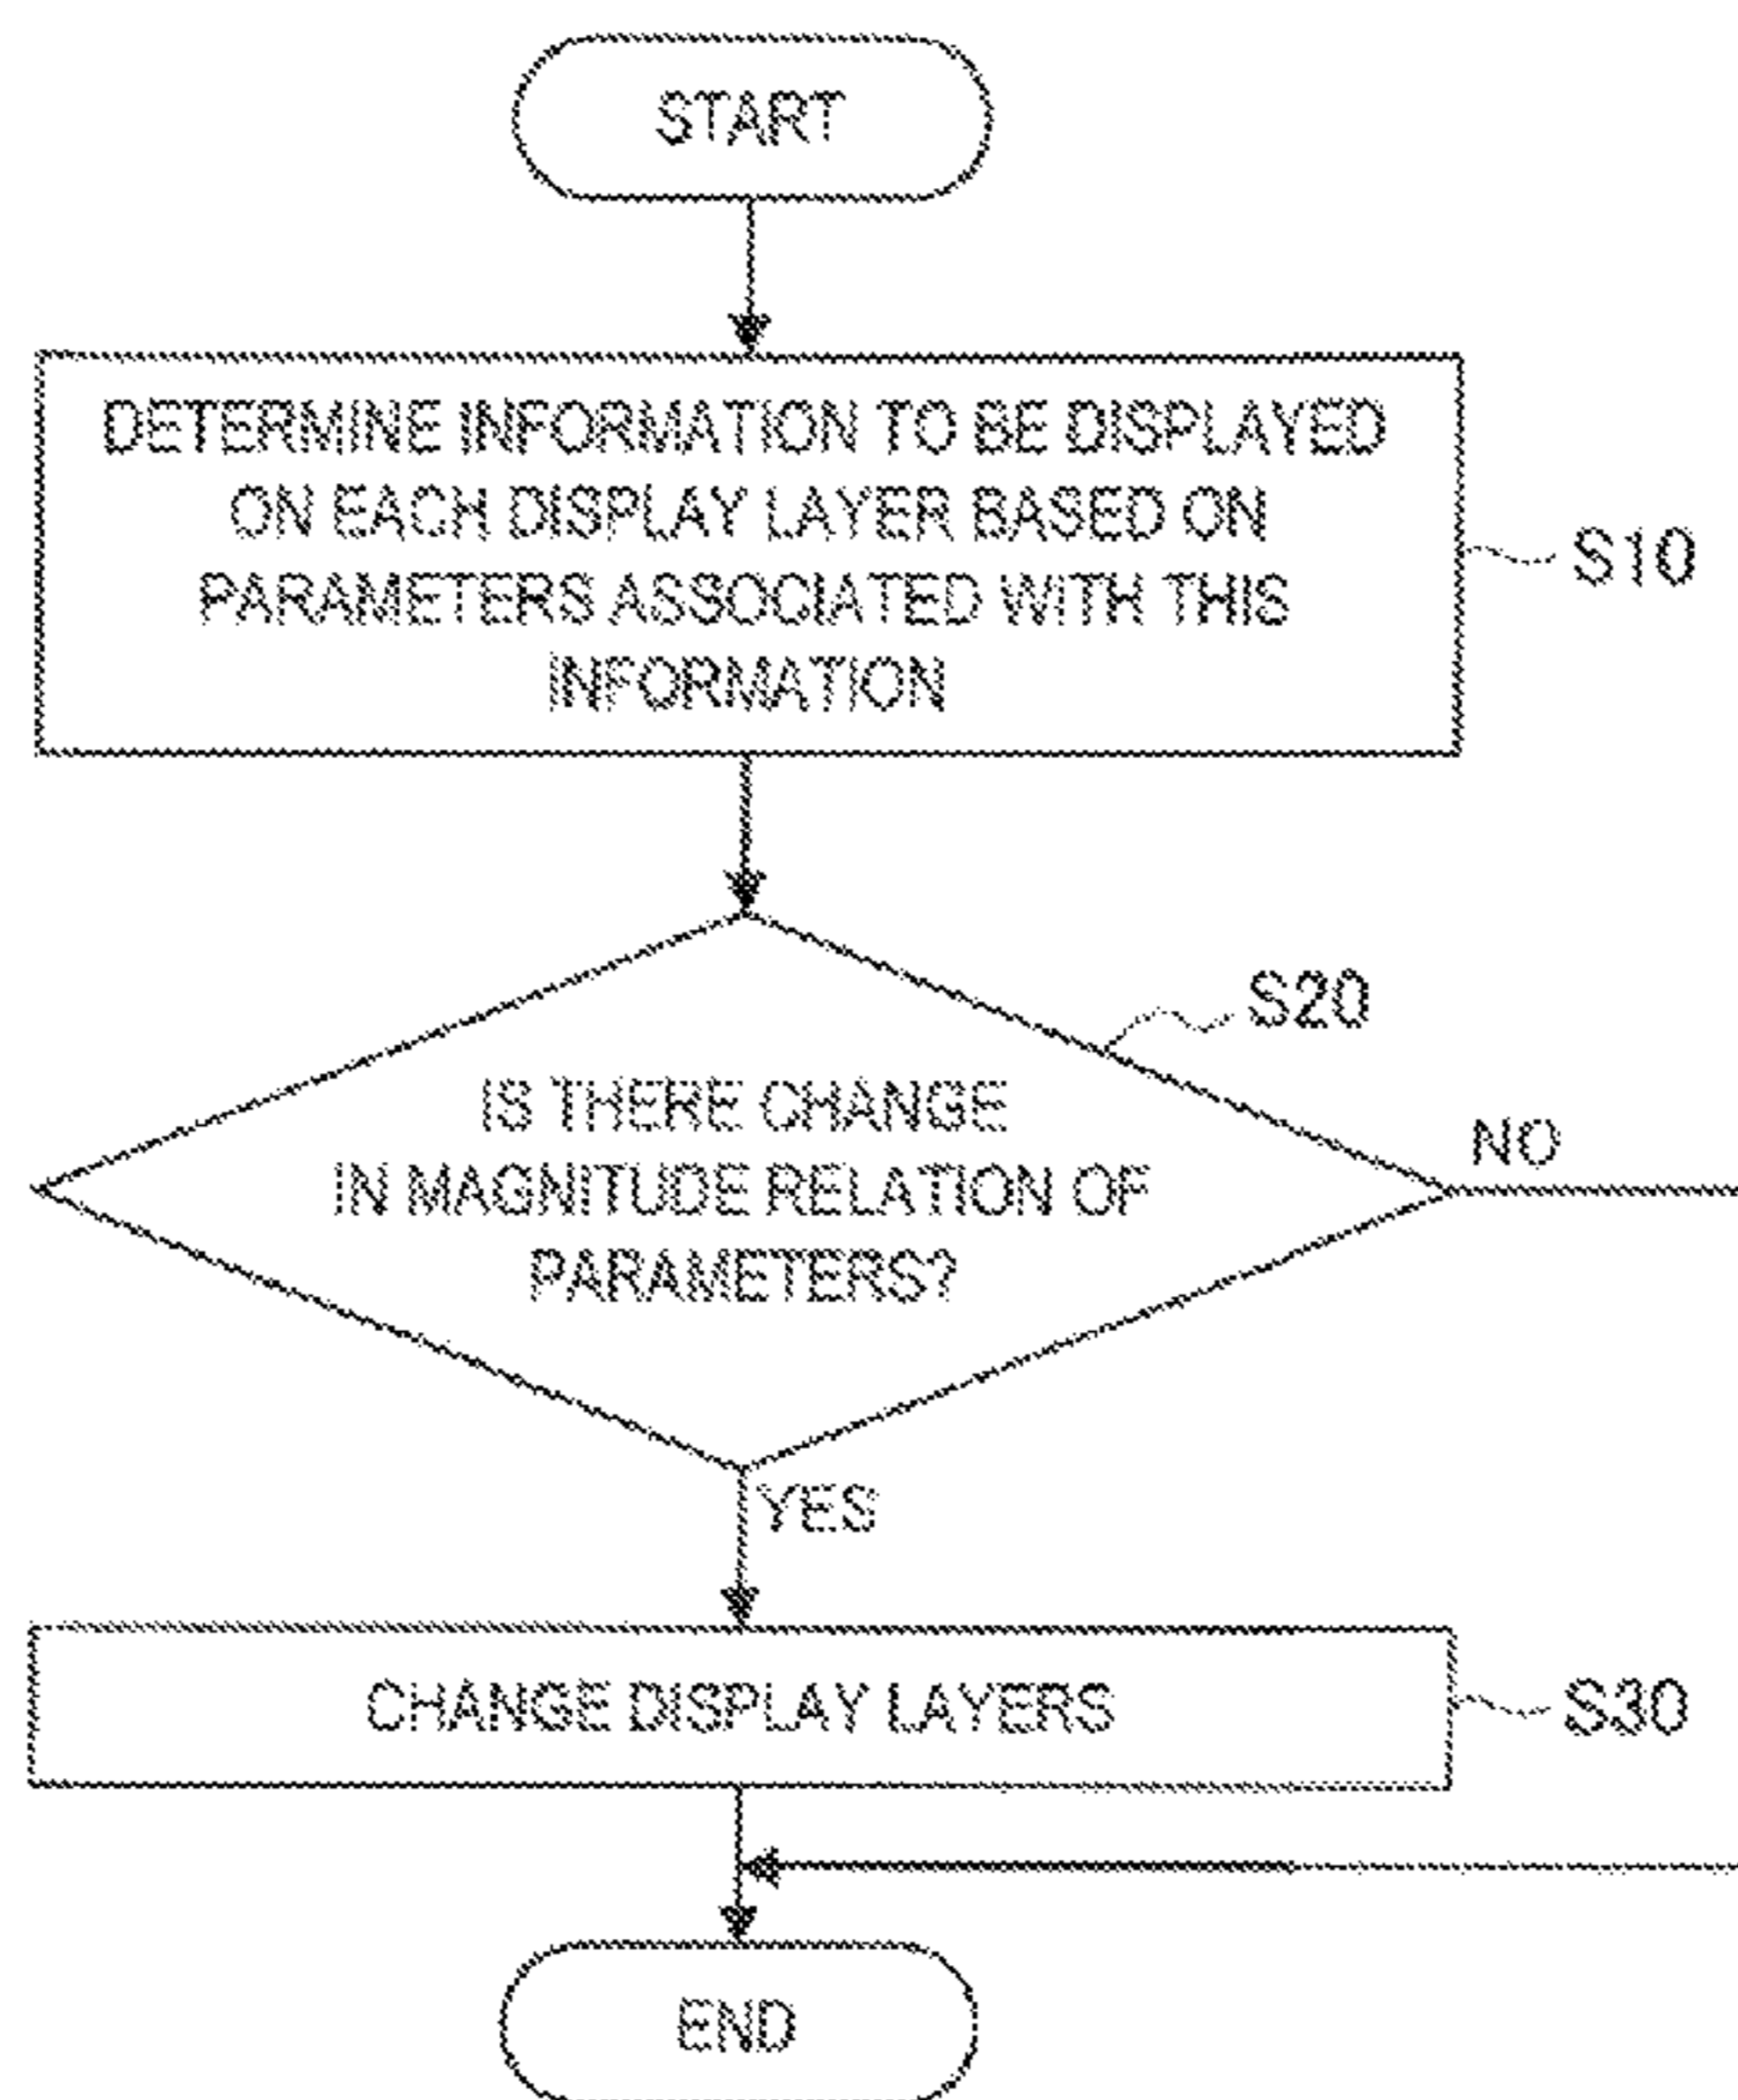 START
DETERMINE INFORMATION TO BE DISPLAYED
ON EACH DISPLAY LAYER BASED ON
PARAMETERS ASSOCIATED WITH THIS
INFORMATION
S10
S20
IS THERE CHANGE
IN MAGNITUDE RELATION OF
PARAMETERS?
NO
YES
CHANGE DISPLAY LAYERS
S30
END